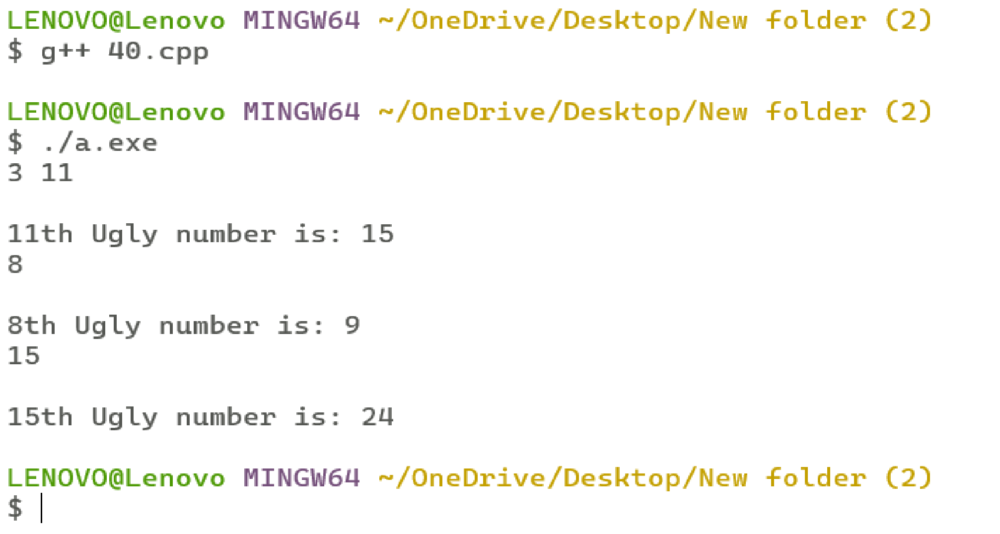 LENOVO@Lenovo MINGW64 ~/OneDrive/Desktop/New folder (2)
$ g++ 40.cpp
LENOVO@Lenovo MINGW64 ~/OneDrive/Desktop/New folder (2)
$ ./a.exe
3 11
11th Ugly number is: 15
8
8th Ugly number is: 9
15
15th Ugly number is: 24
LENOVO@Lenovo MINGW64 ~/OneDrive/Desktop/New folder (2)
$